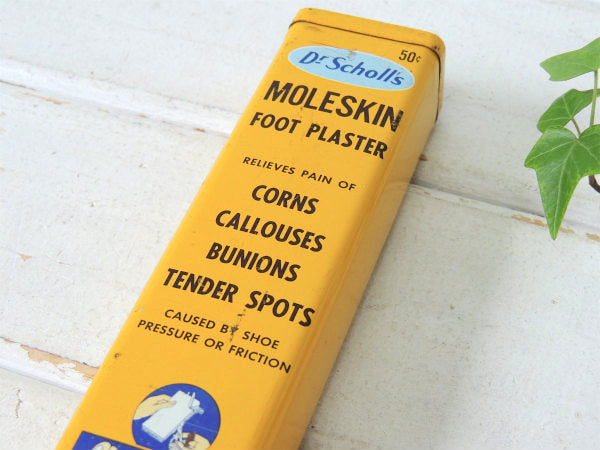 50¢
Dr Scholl's
MOLESKIN
FOOT PLASTER
RELIEVES PAIN OF
CORNS
CALLOUSES
BUNIONS
TENDER SPOTS
CAUSED BY SHOE
PRESSURE OR FRICTION